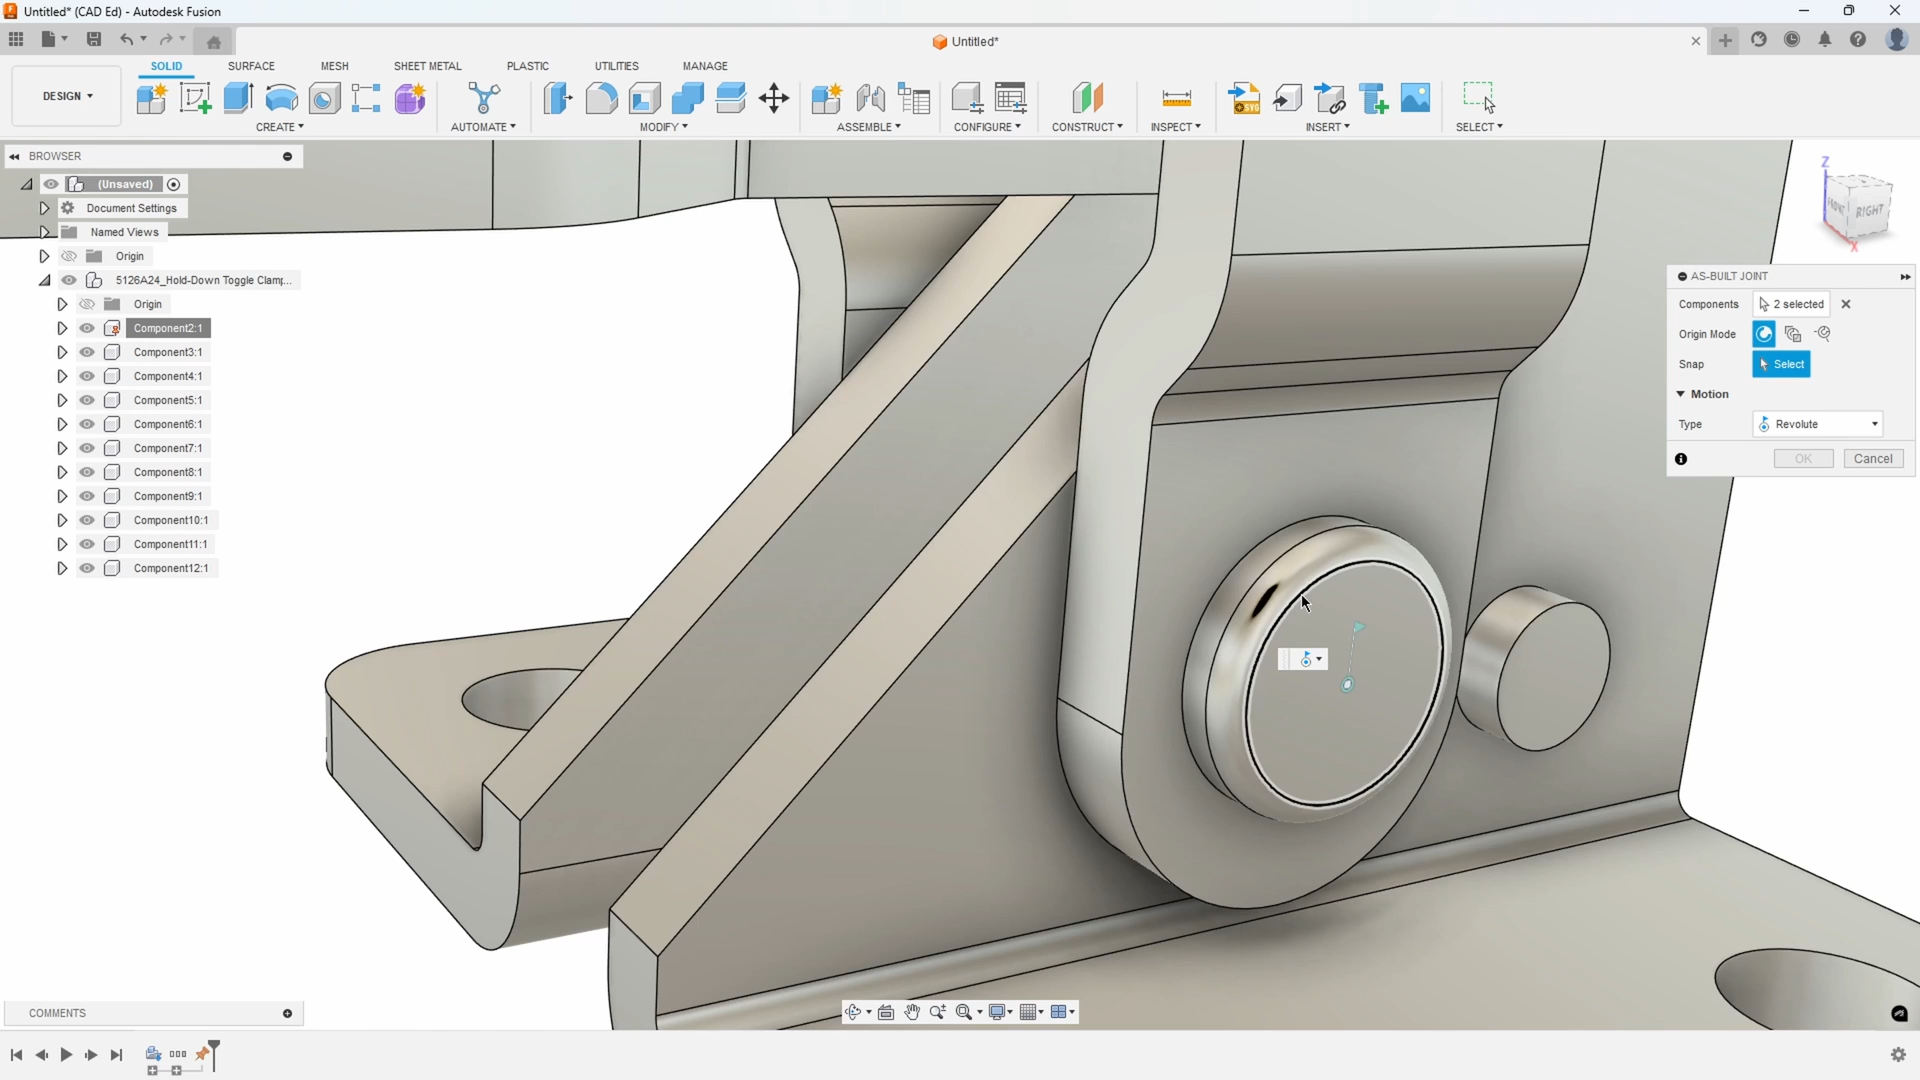 Untitled* (CAD Ed) - Autodesk Fusion
Untitled*
SOLID SURFACE MESH SHEET METAL PLASTIC UTILITIES MANAGE
DESIGN
CREATE AUTOMATE MODIFY ASSEMBLE CONFIGURE CONSTRUCT INSPECT INSERT SELECT
SVG
BROWSER
(Unsaved)
Document Settings
Named Views
Origin
5126A24_Hold-Down Toggle Clamp...
Origin
Component2:1
Component3:1
Component4:1
Component5:1
Component6:1
Component7:1
Component8:1
Component9:1
Component10:1
Component11:1
Component12:1
Z
FRONT RIGHT
X
AS-BUILT JOINT
Components 2 selected
Origin Mode
Snap Select
Motion
Type Revolute
OK Cancel
COMMENTS